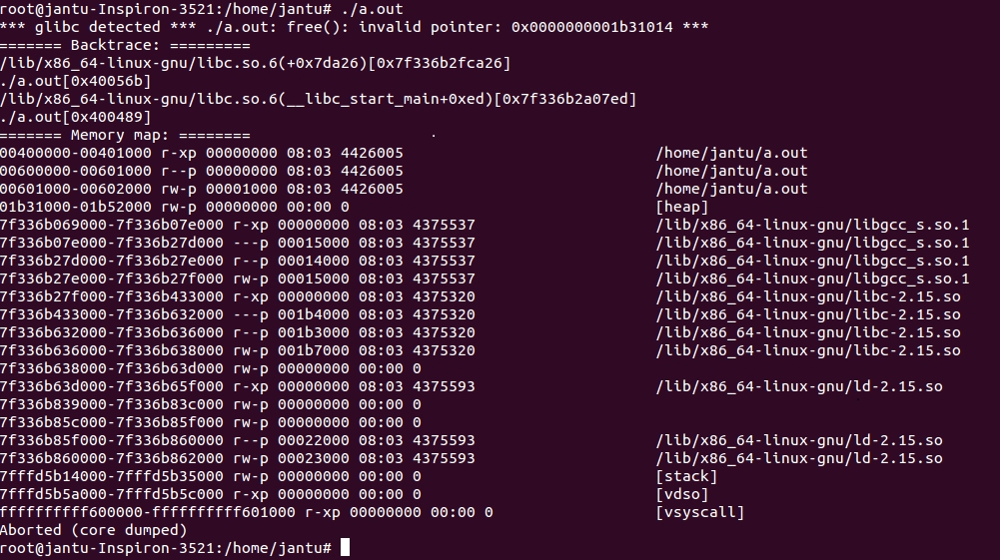 root@jantu-Inspiron-3521:/home/jantu# ./a.out
*** glibc detected *** ./a.out: free(): invalid pointer: 0x0000000001b31014 ***
======= Backtrace: =========
/lib/x86_64-linux-gnu/libc.so.6(+0x7da26)[0x7f336b2fca26]
./a.out[0x40056b]
/lib/x86_64-linux-gnu/libc.so.6(__libc_start_main+0xed)[0x7f336b2a07ed]
./a.out[0x400489]
======= Memory map: ========
00400000-00401000 r-xp 00000000 08:03 4426005 /home/jantu/a.out
00600000-00601000 r--p 00000000 08:03 4426005 /home/jantu/a.out
00601000-00602000 rw-p 00001000 08:03 4426005 /home/jantu/a.out
01b31000-01b52000 rw-p 00000000 00:00 0 [heap]
7f336b069000-7f336b07e000 r-xp 00000000 08:03 4375537 /lib/x86_64-linux-gnu/libgcc_s.so.1
7f336b07e000-7f336b27d000 ---p 00015000 08:03 4375537 /lib/x86_64-linux-gnu/libgcc_s.so.1
7f336b27d000-7f336b27e000 r--p 00014000 08:03 4375537 /lib/x86_64-linux-gnu/libgcc_s.so.1
7f336b27e000-7f336b27f000 rw-p 00015000 08:03 4375537 /lib/x86_64-linux-gnu/libgcc_s.so.1
7f336b27f000-7f336b433000 r-xp 00000000 08:03 4375320 /lib/x86_64-linux-gnu/libc-2.15.so
7f336b433000-7f336b632000 ---p 001b4000 08:03 4375320 /lib/x86_64-linux-gnu/libc-2.15.so
7f336b632000-7f336b636000 r--p 001b3000 08:03 4375320 /lib/x86_64-linux-gnu/libc-2.15.so
7f336b636000-7f336b638000 rw-p 001b7000 08:03 4375320 /lib/x86_64-linux-gnu/libc-2.15.so
7f336b638000-7f336b63d000 rw-p 00000000 00:00 0
7f336b63d000-7f336b65f000 r-xp 00000000 08:03 4375593 /lib/x86_64-linux-gnu/ld-2.15.so
7f336b839000-7f336b83c000 rw-p 00000000 00:00 0
7f336b85c000-7f336b85f000 rw-p 00000000 00:00 0
7f336b85f000-7f336b860000 r--p 00022000 08:03 4375593 /lib/x86_64-linux-gnu/ld-2.15.so
7f336b860000-7f336b862000 rw-p 00023000 08:03 4375593 /lib/x86_64-linux-gnu/ld-2.15.so
7fffd5b14000-7fffd5b35000 rw-p 00000000 00:00 0 [stack]
7fffd5b5a000-7fffd5b5c000 r-xp 00000000 00:00 0 [vdso]
ffffffffff600000-ffffffffff601000 r-xp 00000000 00:00 0 [vsyscall]
Aborted (core dumped)
root@jantu-Inspiron-3521:/home/jantu#